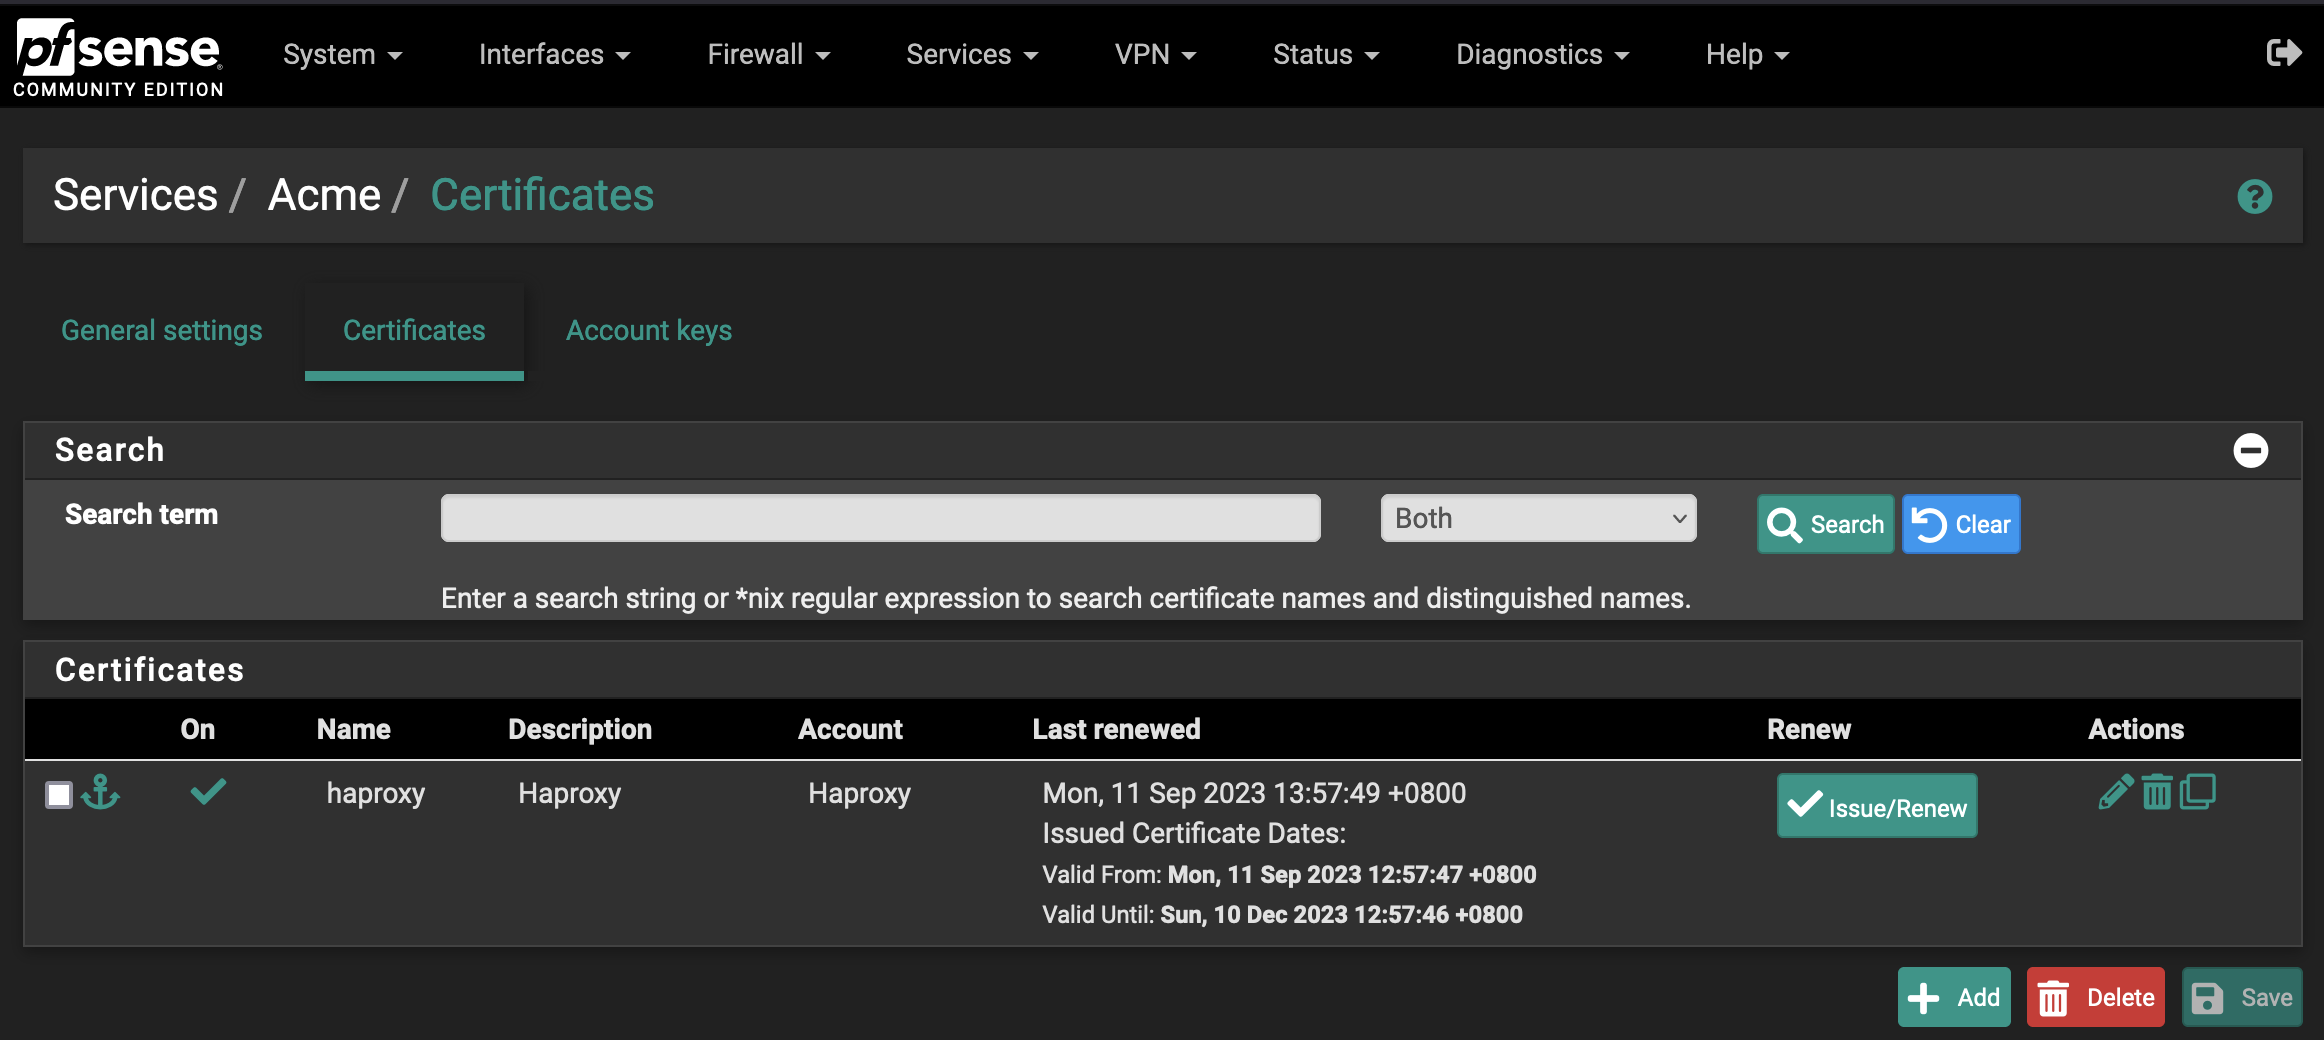 pfsense
COMMUNITY EDITION
System Interfaces Firewall Services VPN Status Diagnostics Help
Services / Acme / Certificates
General settings Certificates Account keys
Search
Search term Both Search Clear
Enter a search string or *nix regular expression to search certificate names and distinguished names.
Certificates
On Name Description Account Last renewed Renew Actions
haproxy Haproxy Haproxy Mon, 11 Sep 2023 13:57:49 +0800 Issue/Renew
Issued Certificate Dates:
Valid From: Mon, 11 Sep 2023 12:57:47 +0800
Valid Until: Sun, 10 Dec 2023 12:57:46 +0800
Add Delete Save